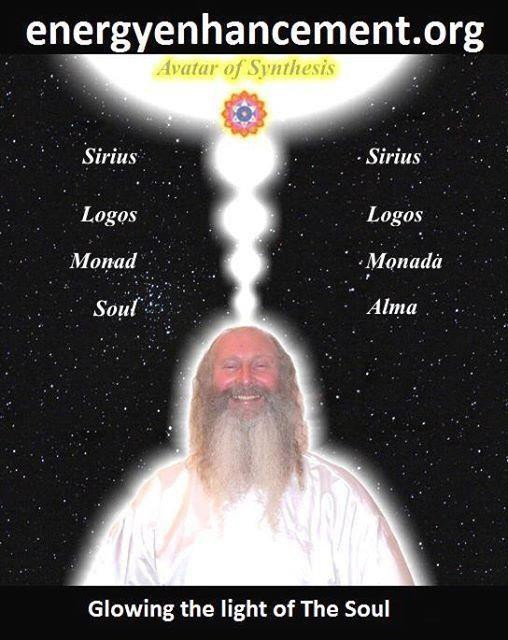 energyenhancement.org
Avatar of Synthesis
Sirius Sirius
Logos Logos
Monad Monada
Soul Alma
Glowing the light of The Soul